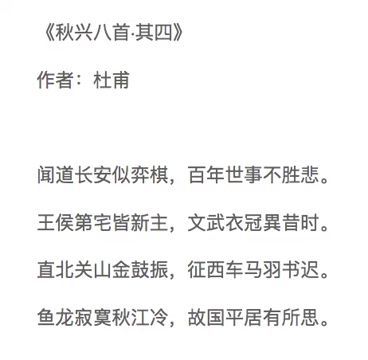 《秋兴八首·其四》
作者：杜甫
闻道长安似弈棋，百年世事不胜悲。
王侯第宅皆新主，文武衣冠異昔时。
直北关山金鼓振，征西车马羽书迟。
鱼龙寂寞秋江冷，故国平居有所思。